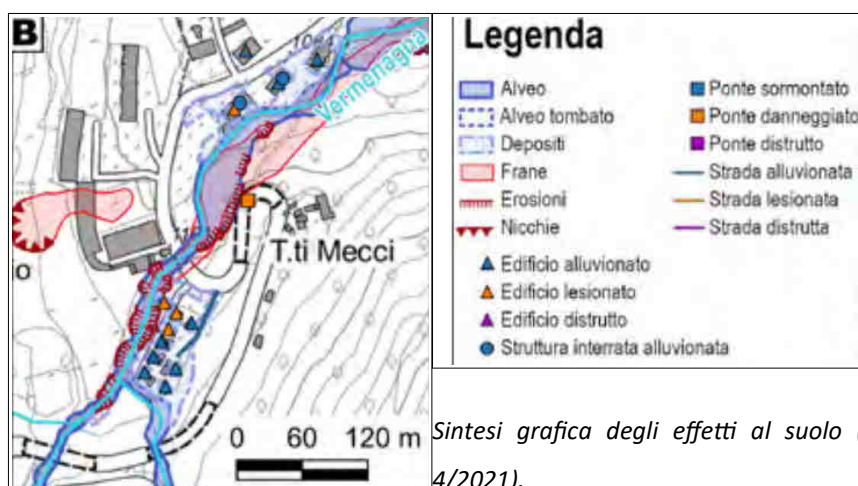 B
Vermenagna
T.ti Mecci
io
0 60 120 m
Legenda
Alveo
Alveo tombato
Depositi
Frane
Erosioni
Nicchie
Ponte sormontato
Ponte danneggiato
Ponte distrutto
Strada alluvionata
Strada lesionata
Strada distrutta
Edificio alluvionato
Edificio lesionato
Edificio distrutto
Struttura interrata alluvionata
Sintesi grafica degli effetti al suolo (
4/2021).